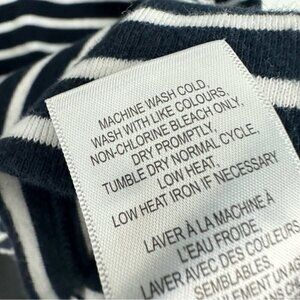 MACHINE WASH COLD,
WASH WITH LIKE COLOURS,
NON-CHLORINE BLEACH ONLY,
DRY PROMPTLY,
TUMBLE DRY NORMAL CYCLE,
LOW HEAT,
LOW HEAT IRON IF NECESSARY
LAVER À LA MACHINE À
L'EAU FROIDE,
LAVER AVEC DES COULEURS
SEMBLABLES,